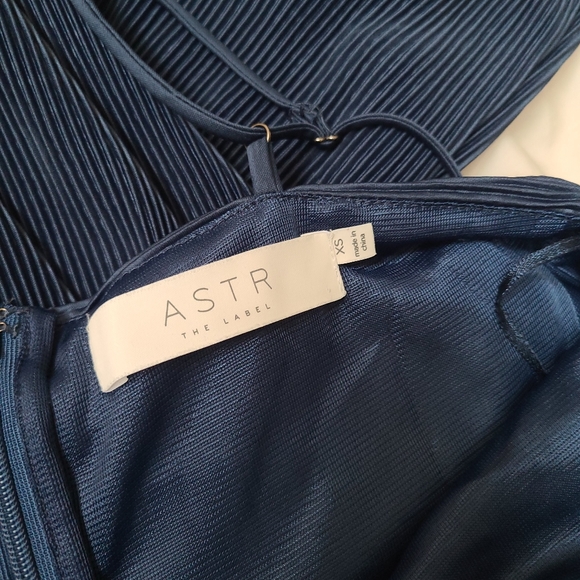 ASTR
THE LABEL
XS
made in
china